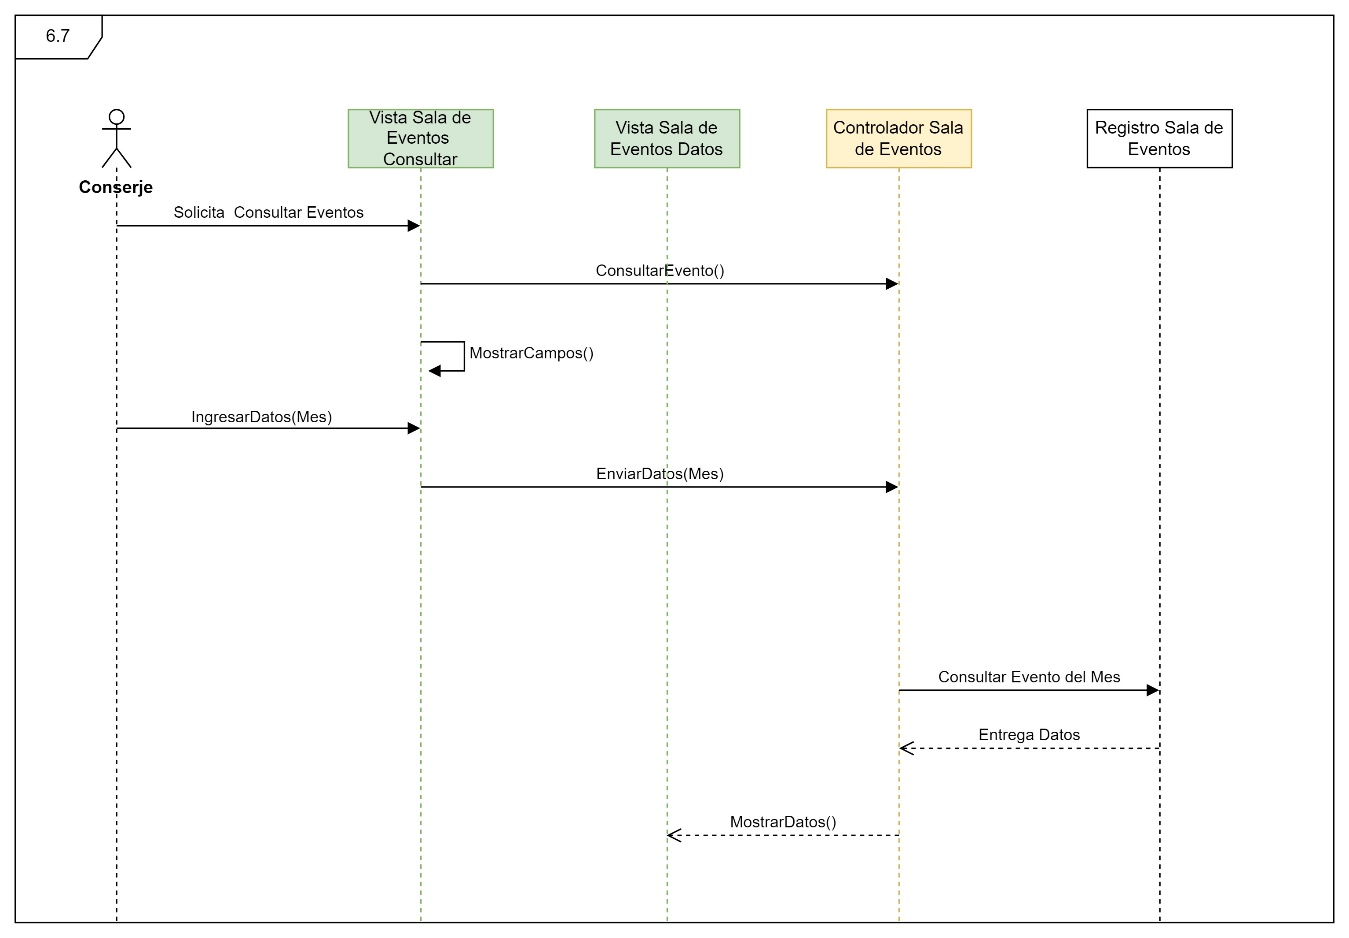 6.7
Vista Sala de
Eventos
Consultar
Vista Sala de
Eventos Datos
Controlador Sala
de Eventos
Registro Sala de
Eventos
Conserje
Solicita  Consultar Eventos
ConsultarEvento()
MostrarCampos()
IngresarDatos(Mes)
EnviarDatos(Mes)
Consultar Evento del Mes
Entrega Datos
MostrarDatos()